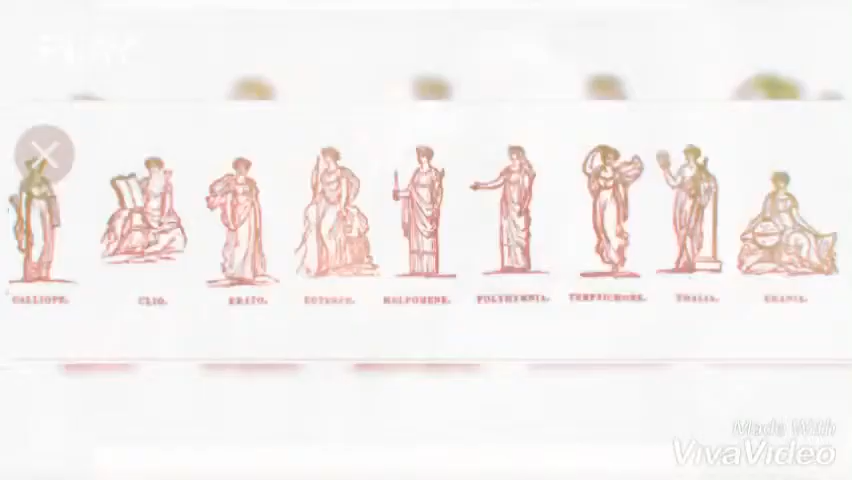 CALLIOPE. CLIO. ERATO. EUTERPE. MELPOMENE. POLYHYMNIA. TERPSICHORE. THALIA. URANIA.
Made With
VivaVideo